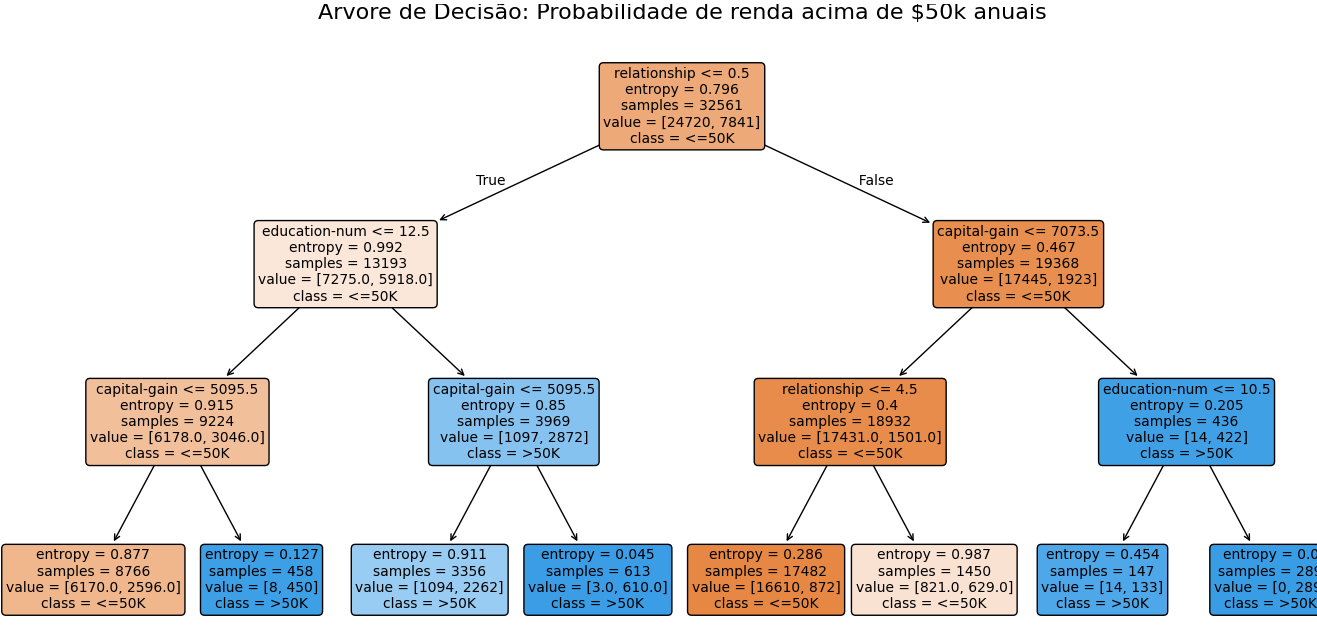 Arvore de Decisão: Probabilidade de renda acima de $50k anuais
relationship <= 0.5
entropy = 0.796
samples = 32561
value = [24720, 7841]
class = <=50K
True
False
education-num <= 12.5
entropy = 0.992
samples = 13193
value = [7275.0, 5918.0]
class = <=50K
capital-gain <= 7073.5
entropy = 0.467
samples = 19368
value = [17445, 1923]
class = <=50K
capital-gain <= 5095.5
entropy = 0.915
samples = 9224
value = [6178.0, 3046.0]
class = <=50K
capital-gain <= 5095.5
entropy = 0.85
samples = 3969
value = [1097, 2872]
class = >50K
relationship <= 4.5
entropy = 0.4
samples = 18932
value = [17431.0, 1501.0]
class = <=50K
education-num <= 10.5
entropy = 0.205
samples = 436
value = [14, 422]
class = >50K
entropy = 0.877
samples = 8766
value = [6170.0, 2596.0]
class = <=50K
entropy = 0.127
samples = 458
value = [8, 450]
class = >50K
entropy = 0.911
samples = 3356
value = [1094, 2262]
class = >50K
entropy = 0.045
samples = 613
value = [3.0, 610.0]
class = >50K
entropy = 0.286
samples = 17482
value = [16610, 872]
class = <=50K
entropy = 0.987
samples = 1450
value = [821.0, 629.0]
class = <=50K
entropy = 0.454
samples = 147
value = [14, 133]
class = >50K
entropy = 0.0
samples = 289
value = [0, 289
class = >50K